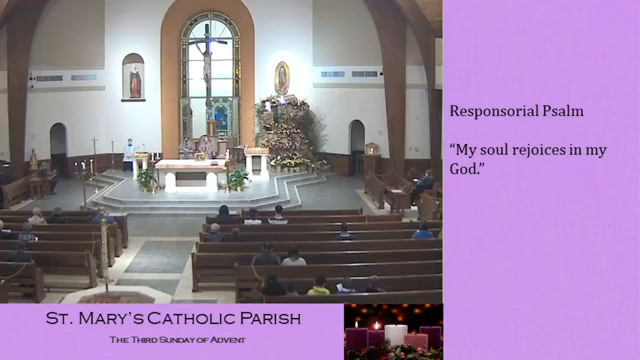 Responsorial Psalm
“My soul rejoices in my
God.”
St. Mary's Catholic Parish
The Third Sunday of Advent